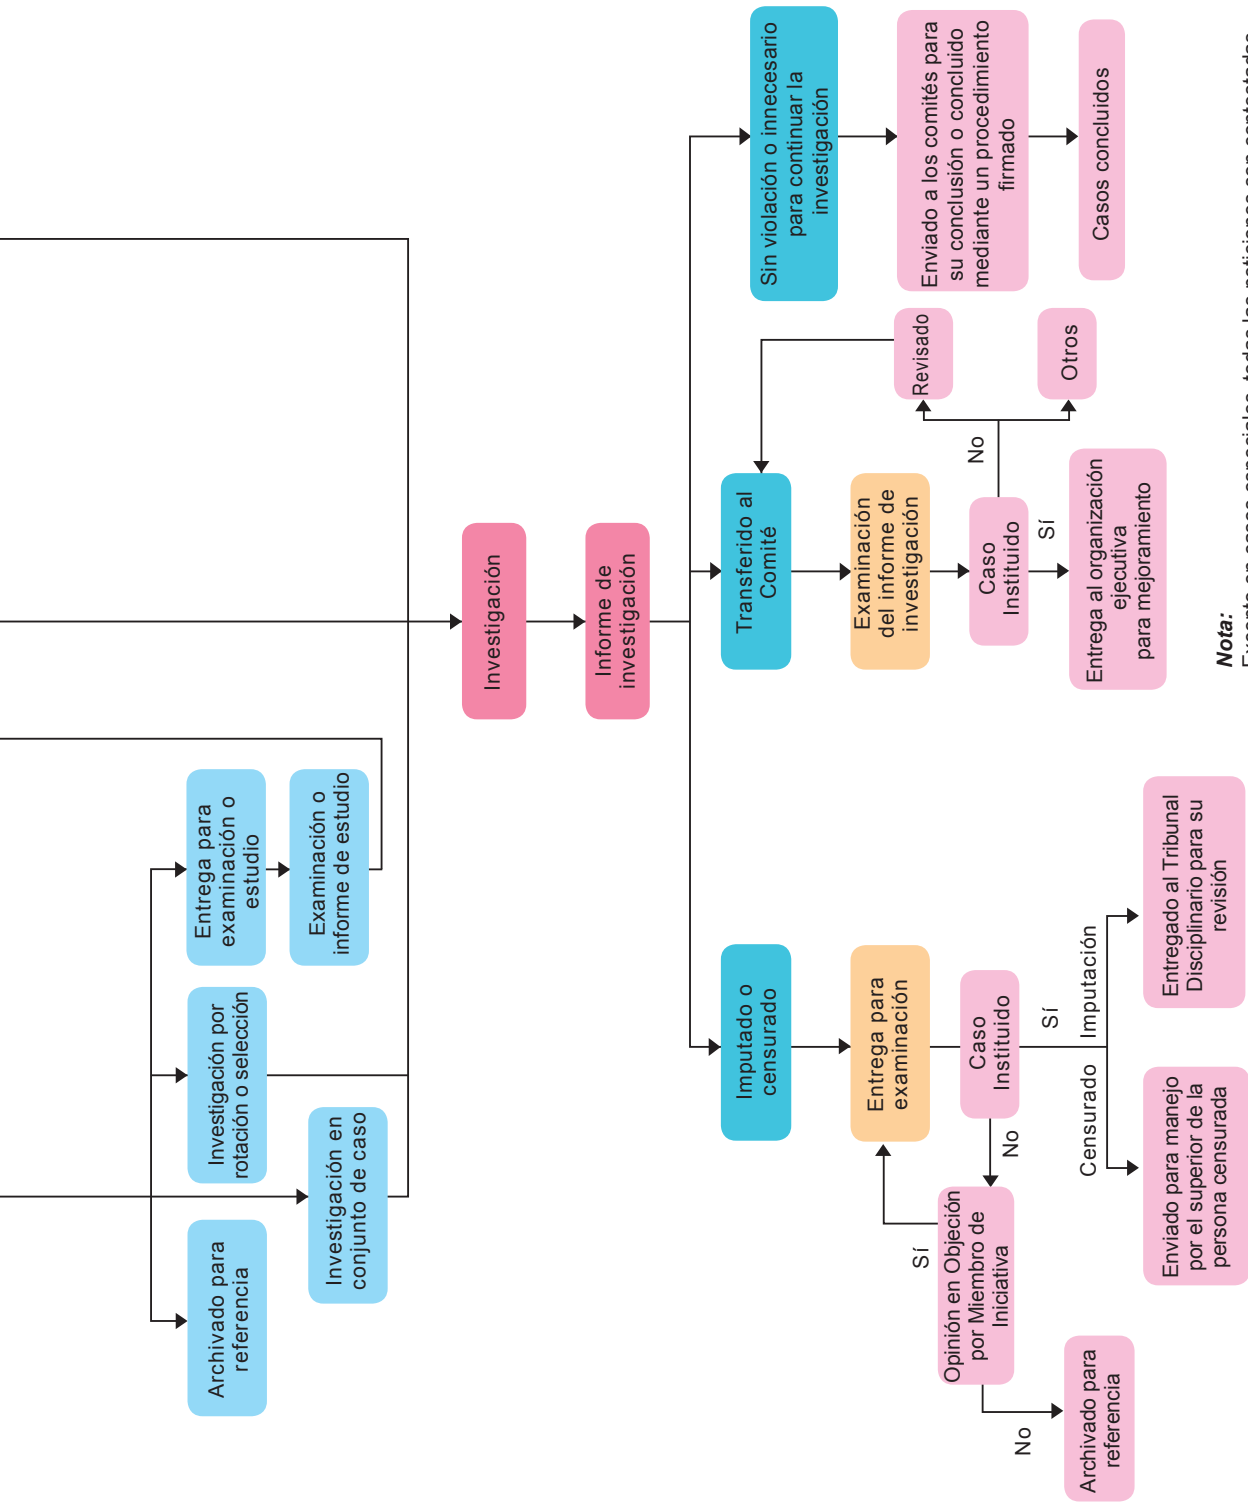 Archivado para
referencia
Investigación por
rotación o selección
Entrega para
examinación o
estudio
Examinación o
informe de estudio
Investigación en
conjunto de caso
Investigación
Informe de
investigación
Imputado o
censurado
Entrega para
examinación
Caso
Instituido
No
Sí
Opinión en Objeción
por Miembro de
Iniciativa
No
Archivado para
referencia
Sí
Censurado
Imputación
Enviado para manejo
por el superior de la
persona censurada
Entregado al Tribunal
Disciplinario para su
revisión
Transferido al
Comité
Examinación
del informe de
investigación
Caso
Instituido
No
Revisado
Otros
Sí
Entrega al organización
ejecutiva
para mejoramiento
Sin violación o innecesario
para continuar la
investigación
Enviado a los comités para
su conclusión o concluido
mediante un procedimiento
firmado
Casos concluidos
Nota: